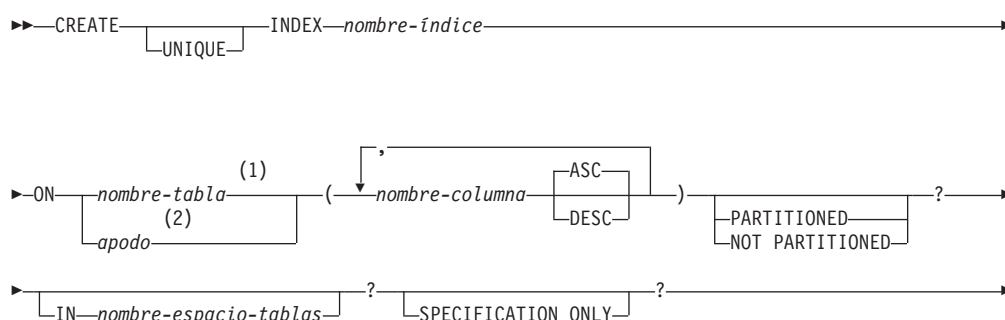 CREATE INDEX nombre-índice
UNIQUE
,
(1) ASC
ON nombre-tabla ( nombre-columna ) ?
(2) DESC PARTITIONED
apodo NOT PARTITIONED
? ?
IN nombre-espacio-tablas SPECIFICATION ONLY